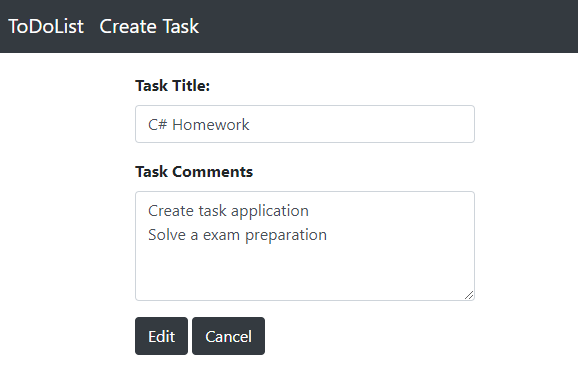 ToDoList Create Task
Task Title:
C# Homework
Task Comments
Create task application
Solve a exam preparation
Edit Cancel